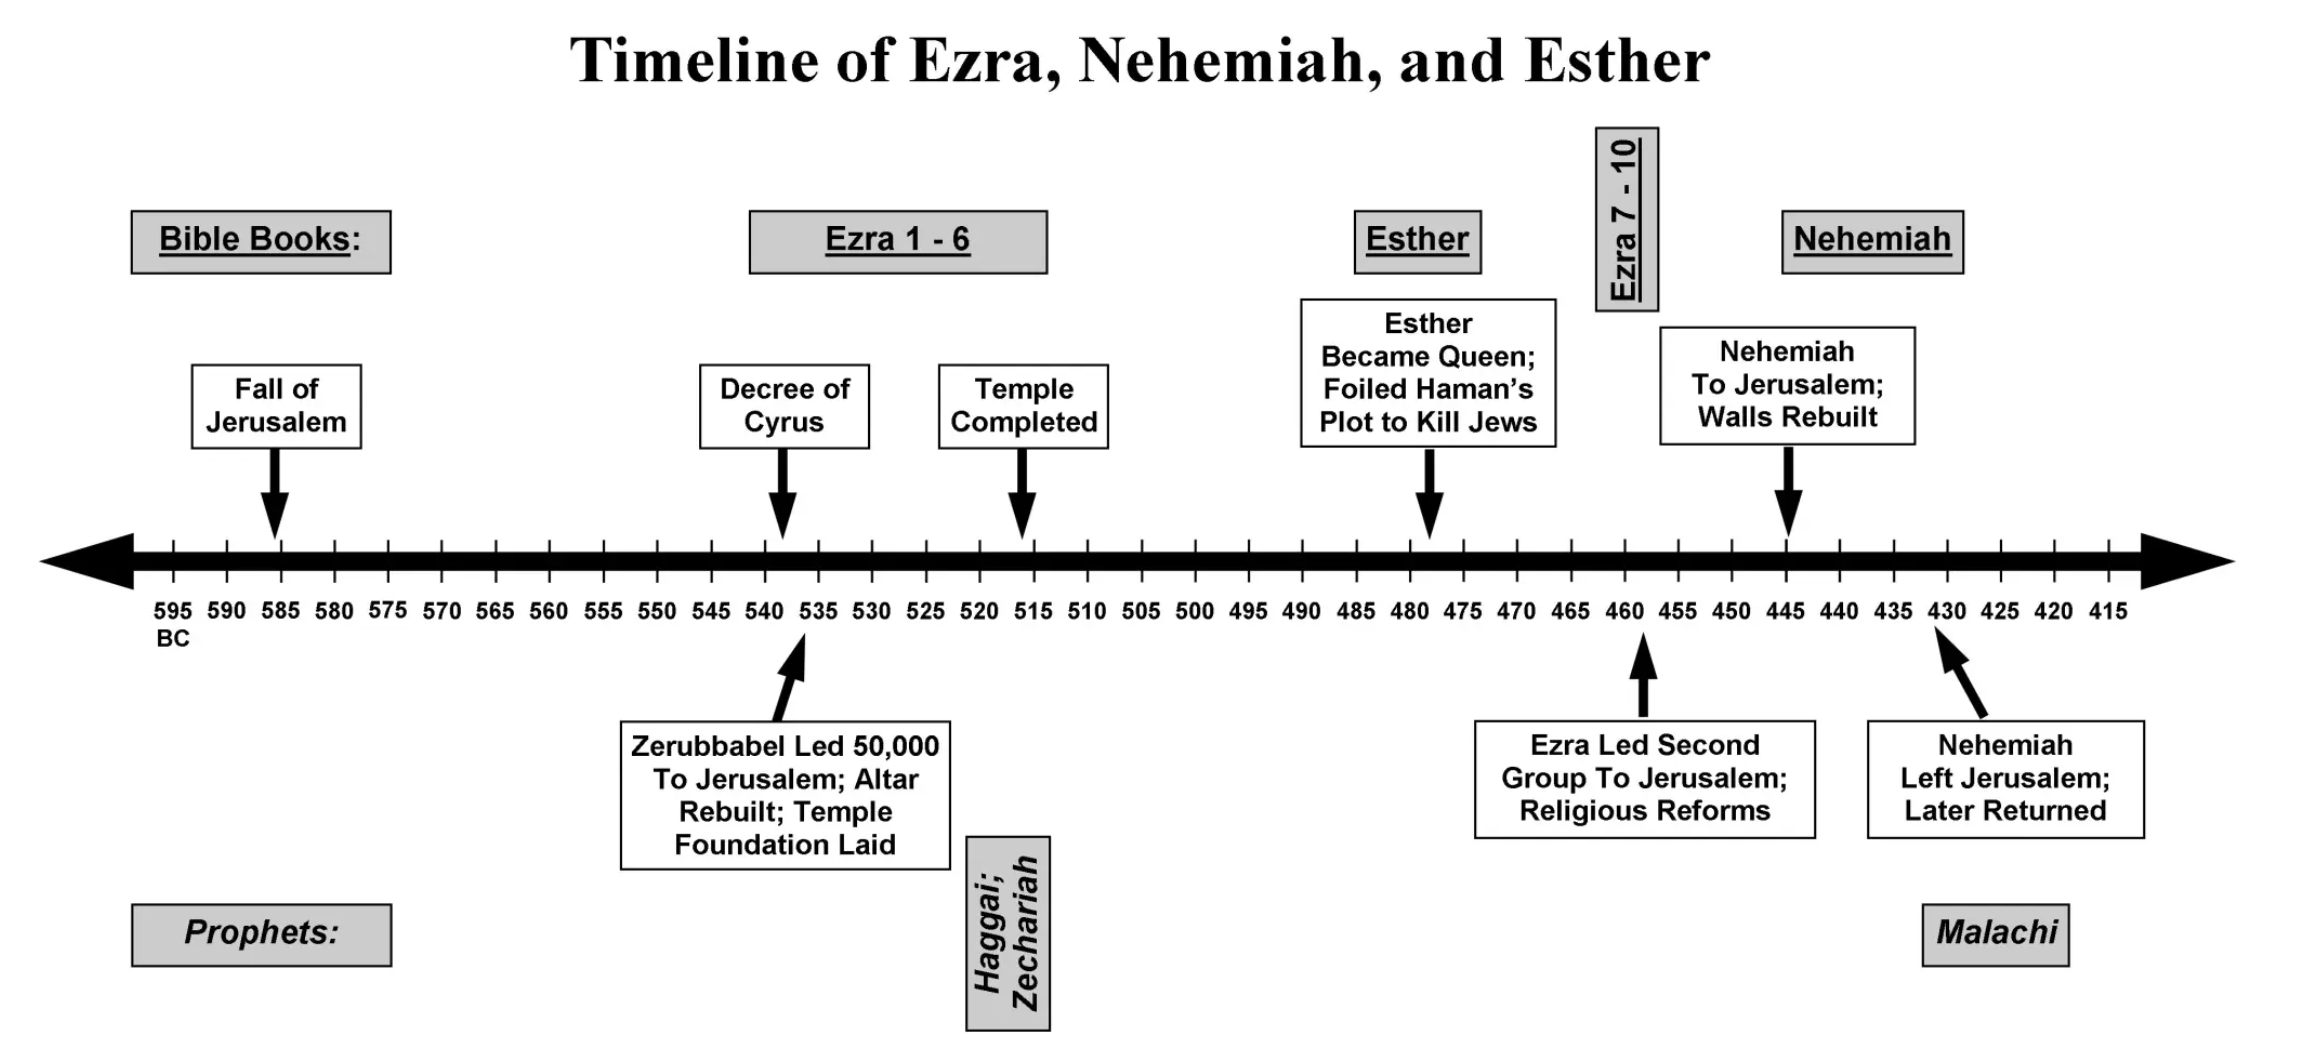 Timeline of Ezra, Nehemiah, and Esther
Bible Books:
Ezra 1 - 6
Esther
Ezra 7 - 10
Nehemiah
Fall of
Jerusalem
Decree of
Cyrus
Temple
Completed
Esther
Became Queen;
Foiled Haman’s
Plot to Kill Jews
Nehemiah
To Jerusalem;
Walls Rebuilt
595 590 585 580 575 570 565 560 555 550 545 540 535 530 525 520 515 510 505 500 495 490 485 480 475 470 465 460 455 450 445 440 435 430 425 420 415
BC
Zerubbabel Led 50,000
To Jerusalem; Altar
Rebuilt; Temple
Foundation Laid
Ezra Led Second
Group To Jerusalem;
Religious Reforms
Nehemiah
Left Jerusalem;
Later Returned
Prophets:
Haggai;
Zechariah
Malachi